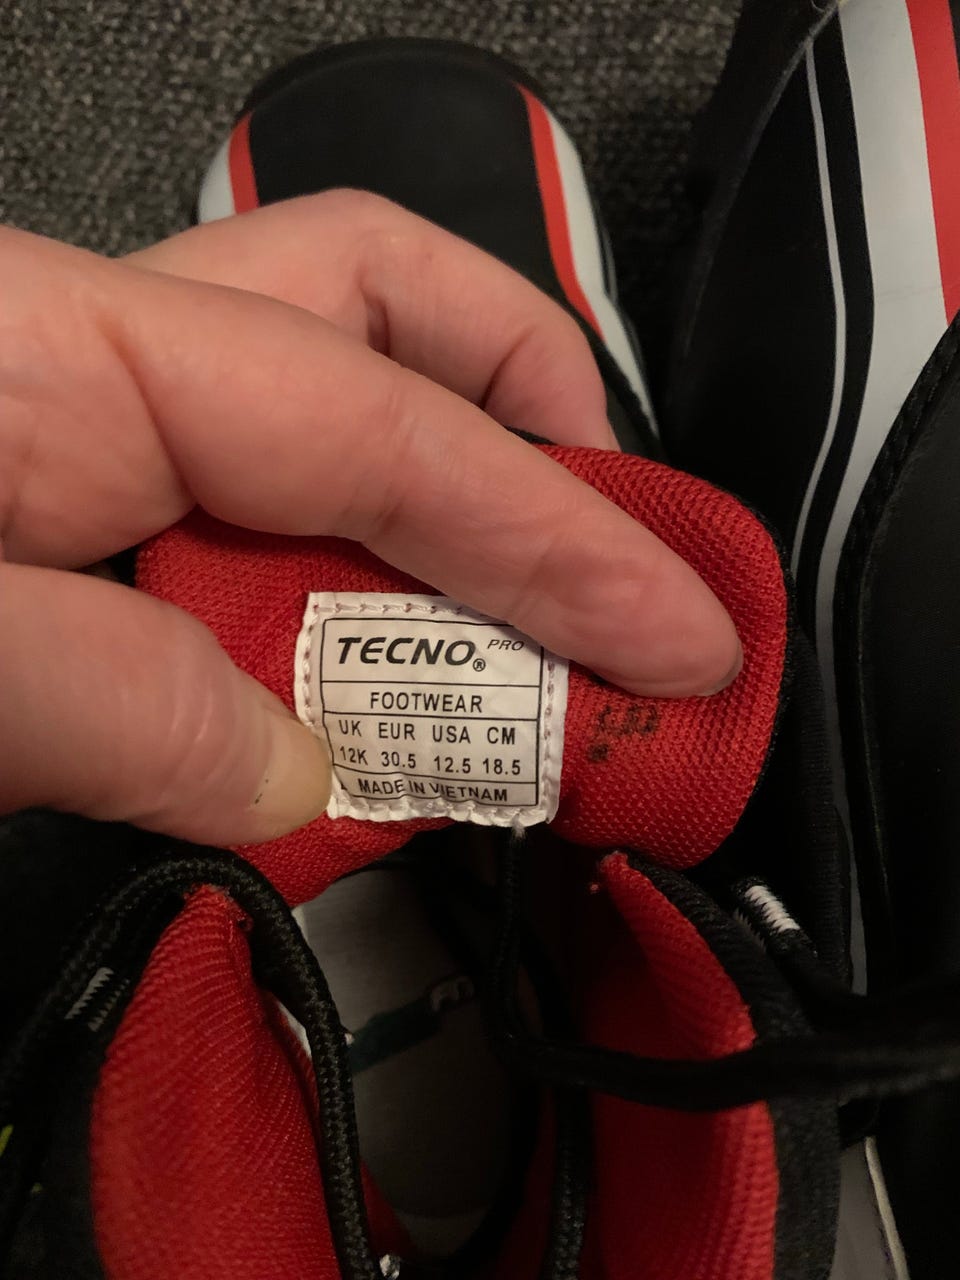 TECNO® PRO
FOOTWEAR
UK EUR USA CM
12K 30.5 12.5 18.5
MADE IN VIETNAM